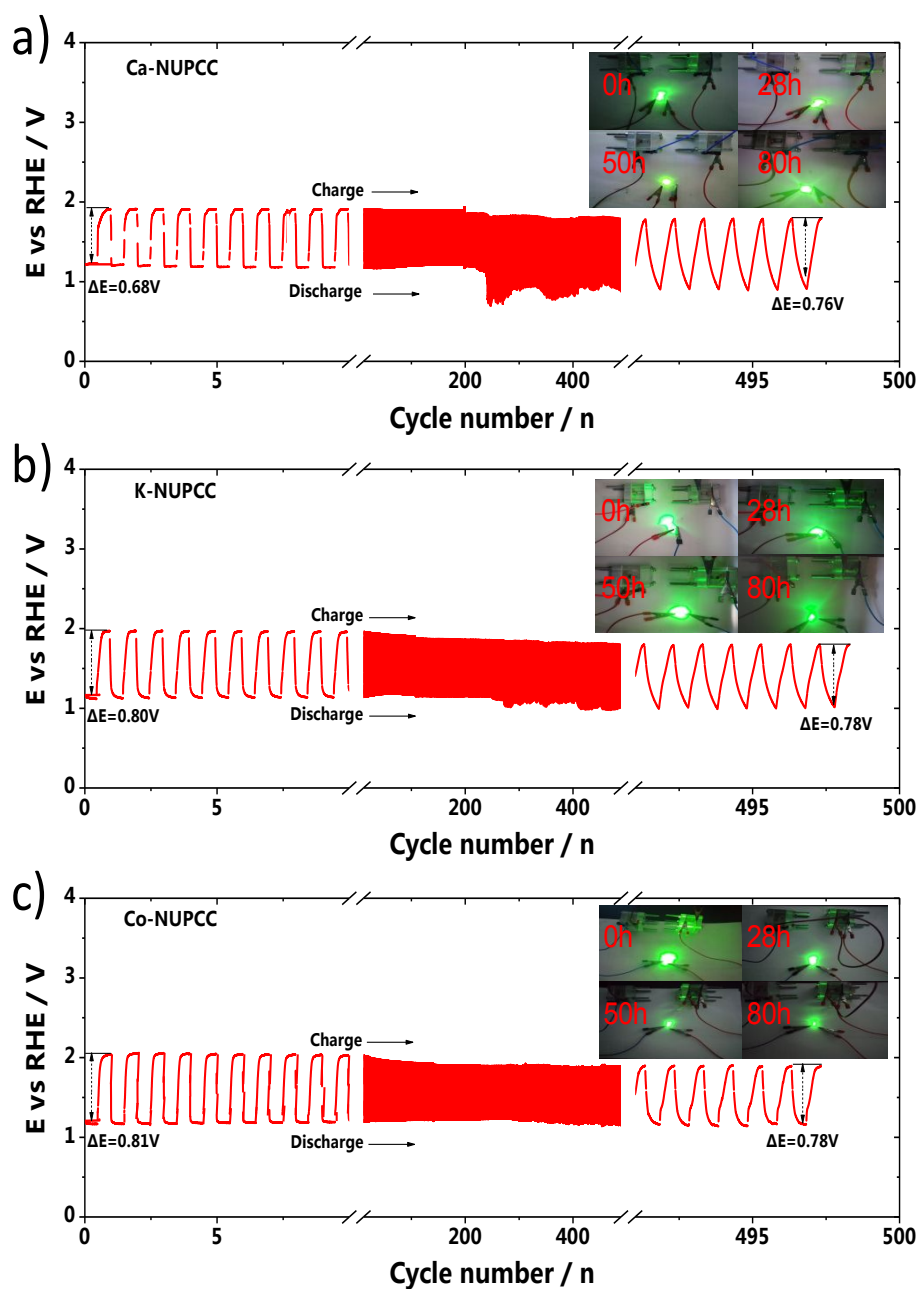 a)
Ca-NUPCC
0h
28h
50h
80h
E vs RHE / V
4
3
2
1
0
Charge
Discharge
ΔE=0.68V
ΔE=0.76V
0
5
200
400
495
500
Cycle number / n
b)
K-NUPCC
0h
28h
50h
80h
E vs RHE / V
4
3
2
1
0
Charge
Discharge
ΔE=0.80V
ΔE=0.78V
0
5
200
400
495
500
Cycle number / n
c)
Co-NUPCC
0h
28h
50h
80h
E vs RHE / V
4
3
2
1
0
Charge
Discharge
ΔE=0.81V
ΔE=0.78V
0
5
200
400
495
500
Cycle number / n